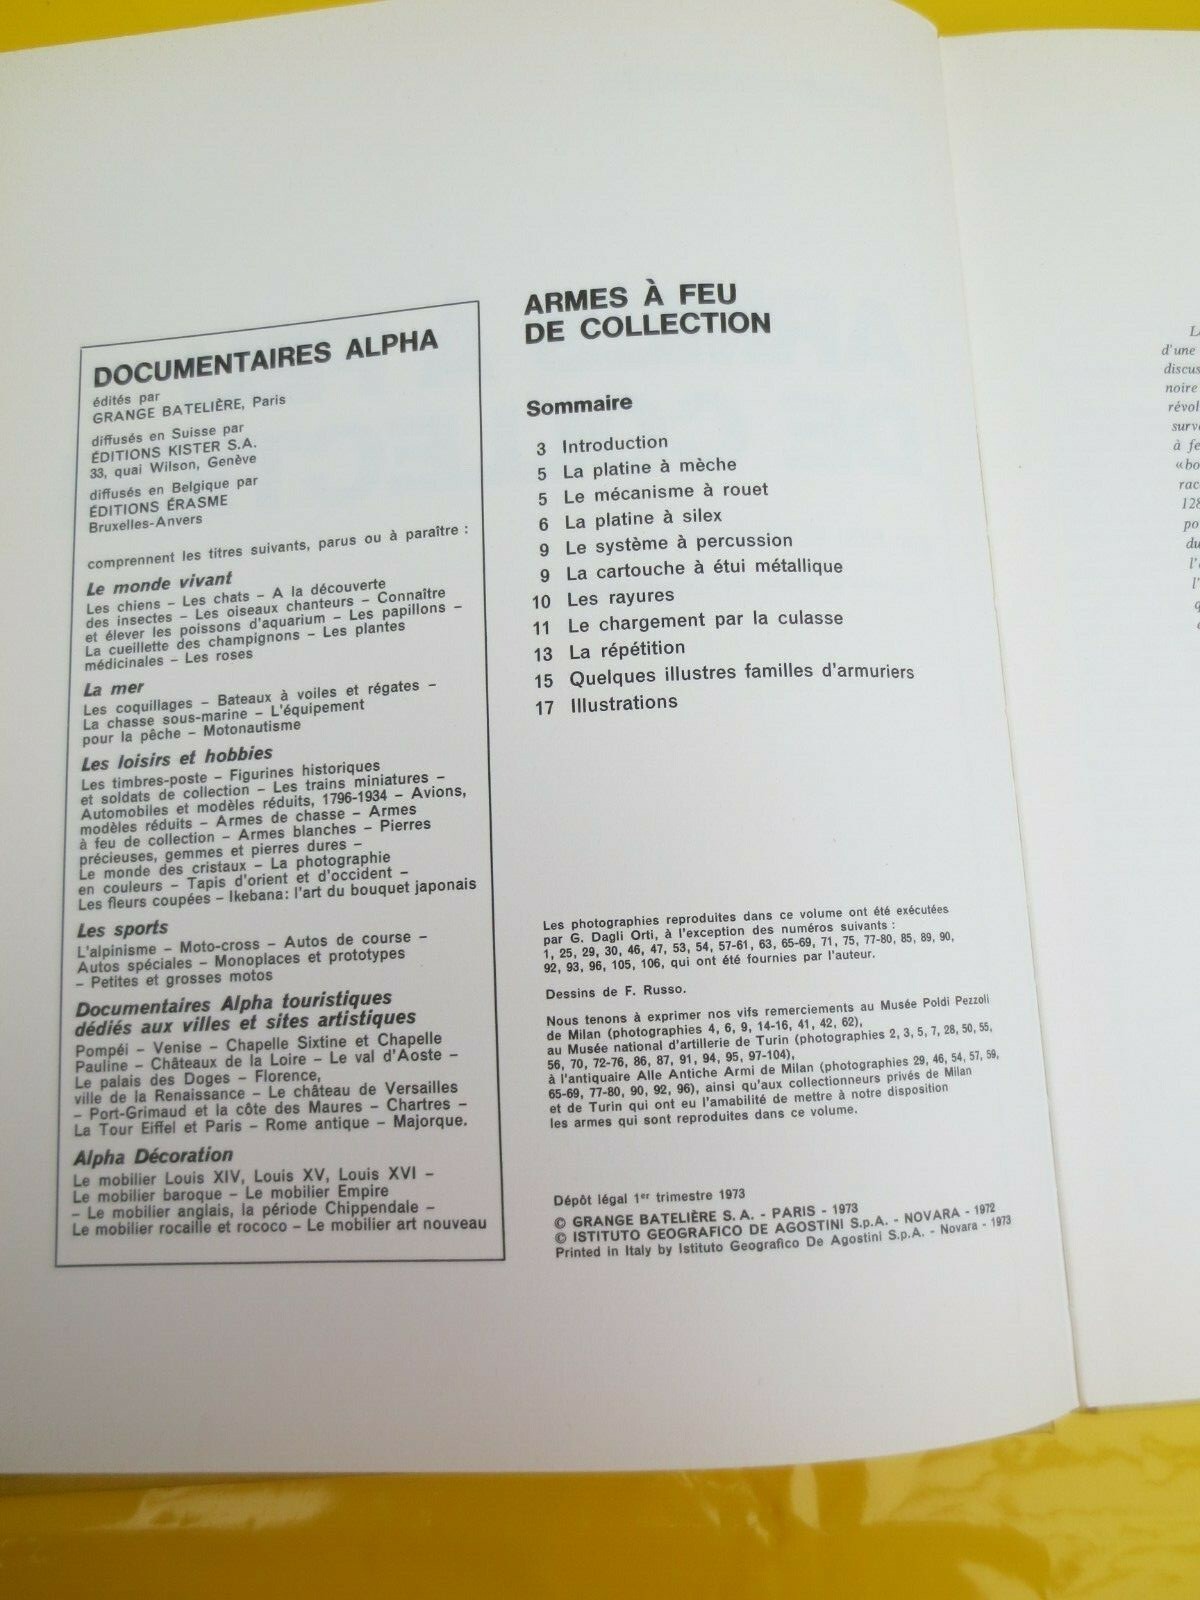 DOCUMENTAIRES ALPHA
édités par
GRANGE BATELIÈRE, Paris
diffusés en Suisse par
ÉDITIONS KISTER S.A.
33, quai Wilson, Genève
diffusés en Belgique par
ÉDITIONS ÉRASME
Bruxelles-Anvers
comprennent les titres suivants, parus ou à paraître :
Le monde vivant
Les chiens – Les chats – A la découverte
des insectes – Les oiseaux chanteurs – Connaître
et élever les poissons d'aquarium – Les papillons –
La cueillette des champignons – Les plantes
médicinales – Les roses
La mer
Les coquillages – Bateaux à voiles et régates –
La chasse sous-marine – L'équipement
pour la pêche – Motonautisme
Les loisirs et hobbies
Les timbres-poste – Figurines historiques
et soldats de collection – Les trains miniatures –
Automobiles et modèles réduits, 1796-1934 – Avions,
modèles réduits – Armes de chasse – Armes
à feu de collection – Armes blanches – Pierres
précieuses, gemmes et pierres dures –
Le monde des cristaux – La photographie
en couleurs – Tapis d'orient et d'occident –
Les fleurs coupées – Ikebana: l'art du bouquet japonais
Les sports
L'alpinisme – Moto-cross – Autos de course –
Autos spéciales – Monoplaces et prototypes
– Petites et grosses motos
Documentaires Alpha touristiques
dédiés aux villes et sites artistiques
Pompéi – Venise – Chapelle Sixtine et Chapelle
Pauline – Châteaux de la Loire – Le val d'Aoste –
Le palais des Doges – Florence,
ville de la Renaissance – Le château de Versailles
– Port-Grimaud et la côte des Maures – Chartres –
La Tour Eiffel et Paris – Rome antique – Majorque.
Alpha Décoration
Le mobilier Louis XIV, Louis XV, Louis XVI –
Le mobilier baroque – Le mobilier Empire
– Le mobilier anglais, la période Chippendale –
Le mobilier rocaille et rococo – Le mobilier art nouveau
ARMES À FEU
DE COLLECTION
Sommaire
3 Introduction
5 La platine à mèche
5 Le mécanisme à rouet
6 La platine à silex
9 Le système à percussion
9 La cartouche à étui métallique
10 Les rayures
11 Le chargement par la culasse
13 La répétition
15 Quelques illustres familles d'armuriers
17 Illustrations
Les photographies reproduites dans ce volume ont été exécutées
par G. Dagli Orti, à l'exception des numéros suivants :
1, 25, 29, 30, 46, 47, 53, 54, 57-61, 63, 65-69, 71, 75, 77-80, 85, 89, 90,
92, 93, 96, 105, 106, qui ont été fournies par l'auteur.
Dessins de F. Russo.
Nous tenons à exprimer nos vifs remerciements au Musée Poldi Pezzoli
de Milan (photographies 4, 6, 9, 14-16, 41, 42, 62),
au Musée national d'artillerie de Turin (photographies 2, 3, 5, 7, 28, 50, 55,
56, 70, 72-76, 86, 87, 91, 94, 95, 97-104),
à l'antiquaire Alle Antiche Armi de Milan (photographies 29, 46, 54, 57, 59,
65-69, 77-80, 90, 92, 96), ainsi qu'aux collectionneurs privés de Milan
et de Turin qui ont eu l'amabilité de mettre à notre disposition
les armes qui sont reproduites dans ce volume.
Dépôt légal 1er trimestre 1973
© GRANGE BATELIÈRE S. A. - PARIS - 1973
© ISTITUTO GEOGRAFICO DE AGOSTINI S.p.A. - NOVARA - 1972
Printed in Italy by Istituto Geografico De Agostini S.p.A. - Novara - 1973
d'une
discus
noire
révol
surv
à fe
«bo
rac
128
po
du